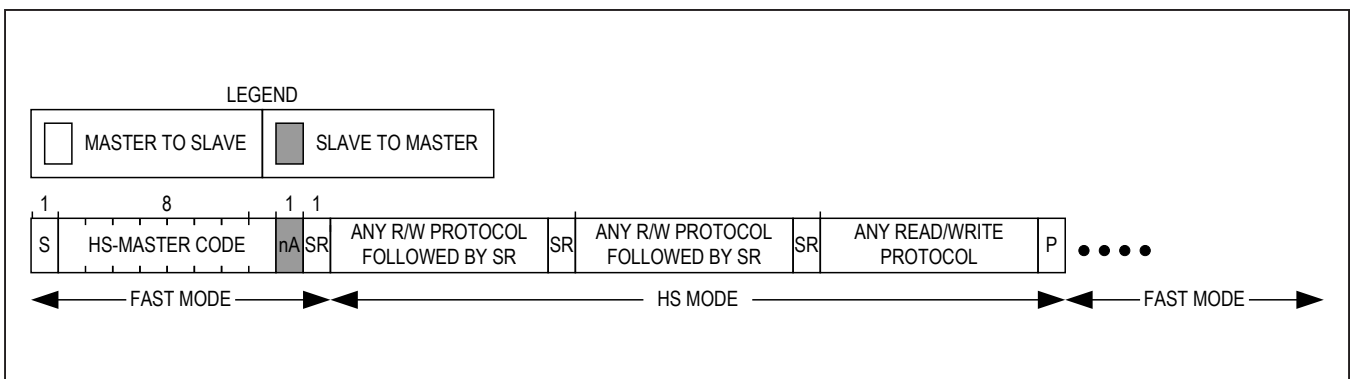 LEGEND
MASTER TO SLAVE
SLAVE TO MASTER
1 8 1 1
S HS-MASTER CODE nA SR ANY R/W PROTOCOL FOLLOWED BY SR SR ANY R/W PROTOCOL FOLLOWED BY SR SR ANY READ/WRITE PROTOCOL P
FAST MODE HS MODE FAST MODE